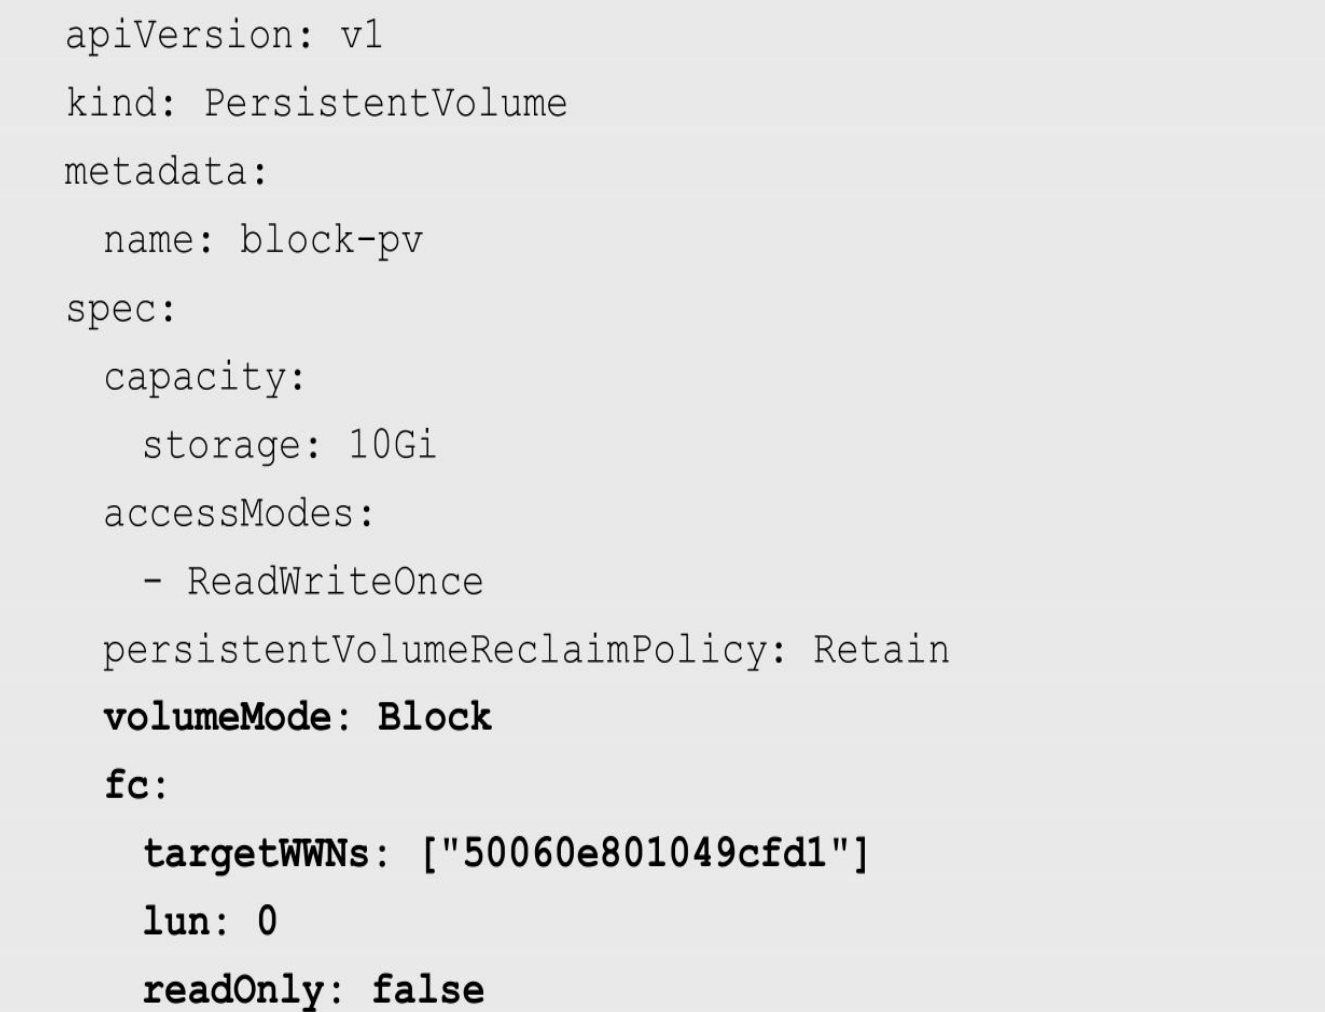 apiVersion: v1
kind: PersistentVolume
metadata:
  name: block-pv
spec:
  capacity:
    storage: 10Gi
  accessModes:
    - ReadWriteOnce
  persistentVolumeReclaimPolicy: Retain
  volumeMode: Block
  fc:
    targetWWNs: ["50060e801049cfd1"]
    lun: 0
    readOnly: false